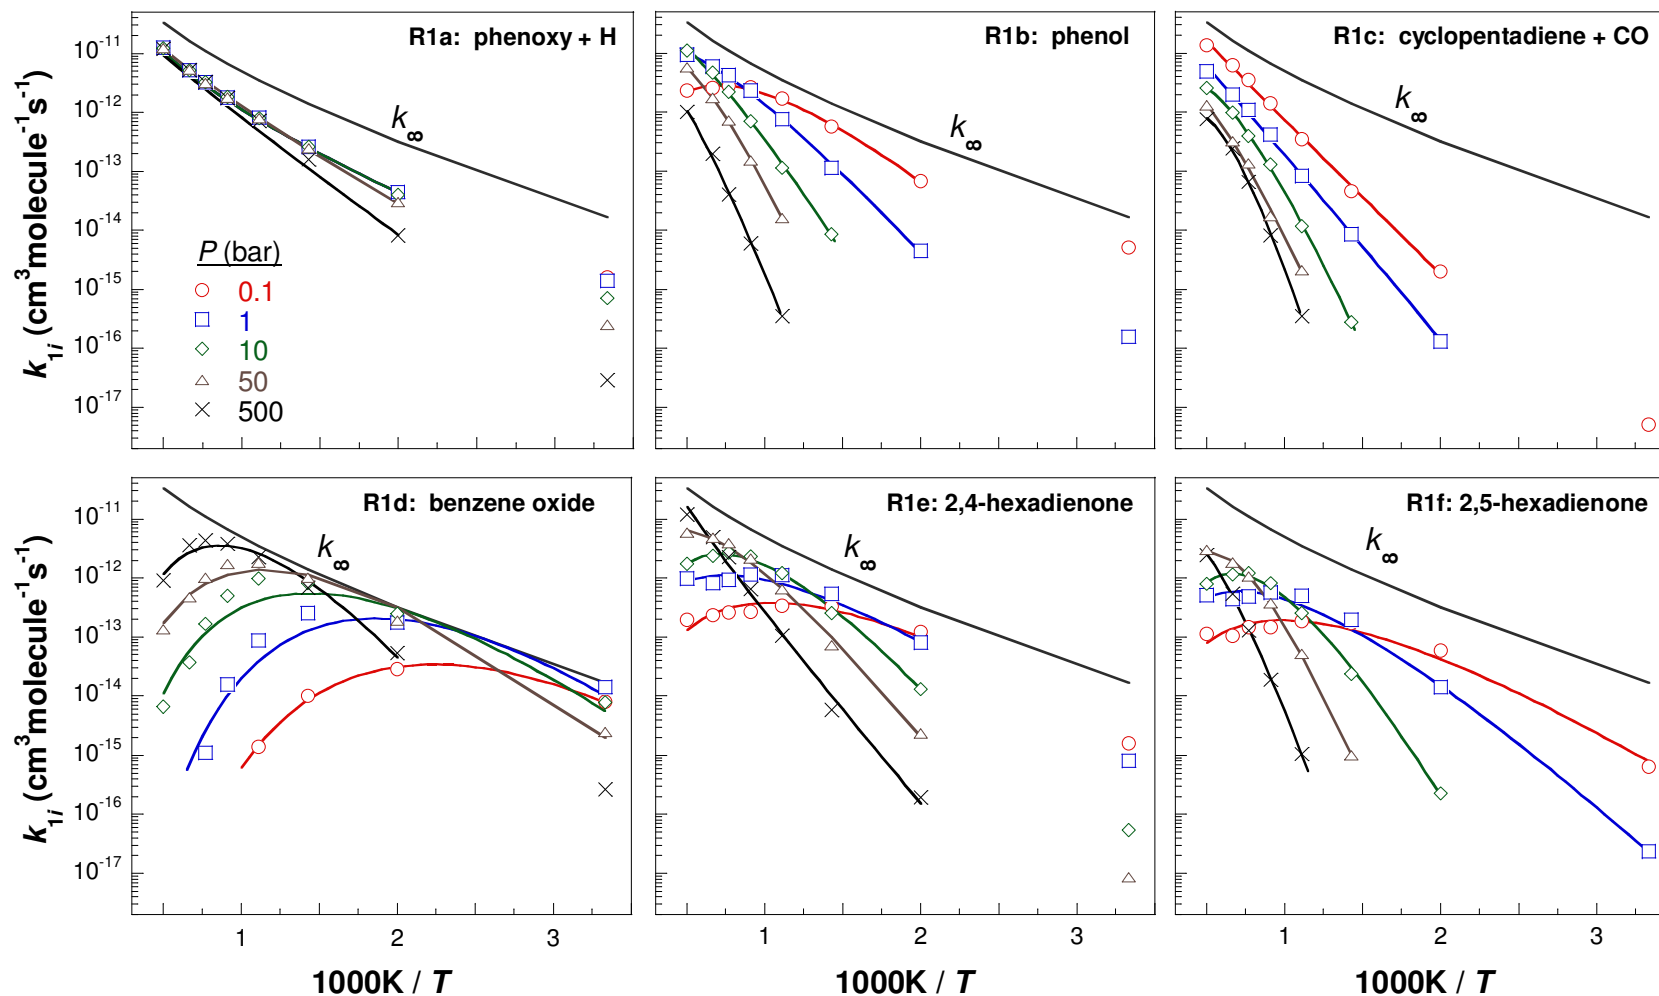 R1a: phenoxy + H
R1b: phenol
R1c: cyclopentadiene + CO
k∞
k∞
k∞
k1i (cm3molecule-1s-1)
10-11
10-12
10-13
10-14
10-15
10-16
10-17
P (bar)
0.1
1
10
50
500
1 2 3
R1d: benzene oxide
R1e: 2,4-hexadienone
R1f: 2,5-hexadienone
k∞
k∞
k∞
k1i (cm3molecule-1s-1)
10-11
10-12
10-13
10-14
10-15
10-16
10-17
1 2 3
1 2 3
1 2 3
1000K / T
1000K / T
1000K / T